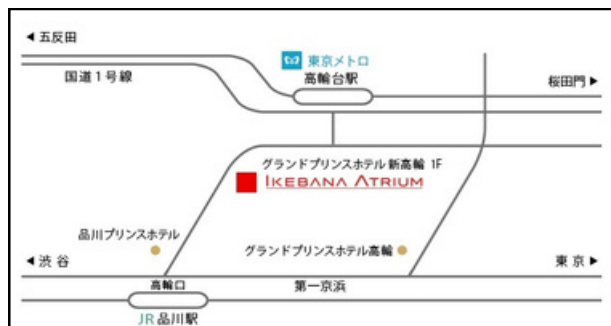 ◀五反田
東京メトロ
国道1号線
高輪台駅
桜田門▶
グランドプリンスホテル新高輪 1F
IKEBANA ATRIUM
品川プリンスホテル
グランドプリンスホテル高輪
◀渋谷
東京▶
高輪口
第一京浜
JR品川駅